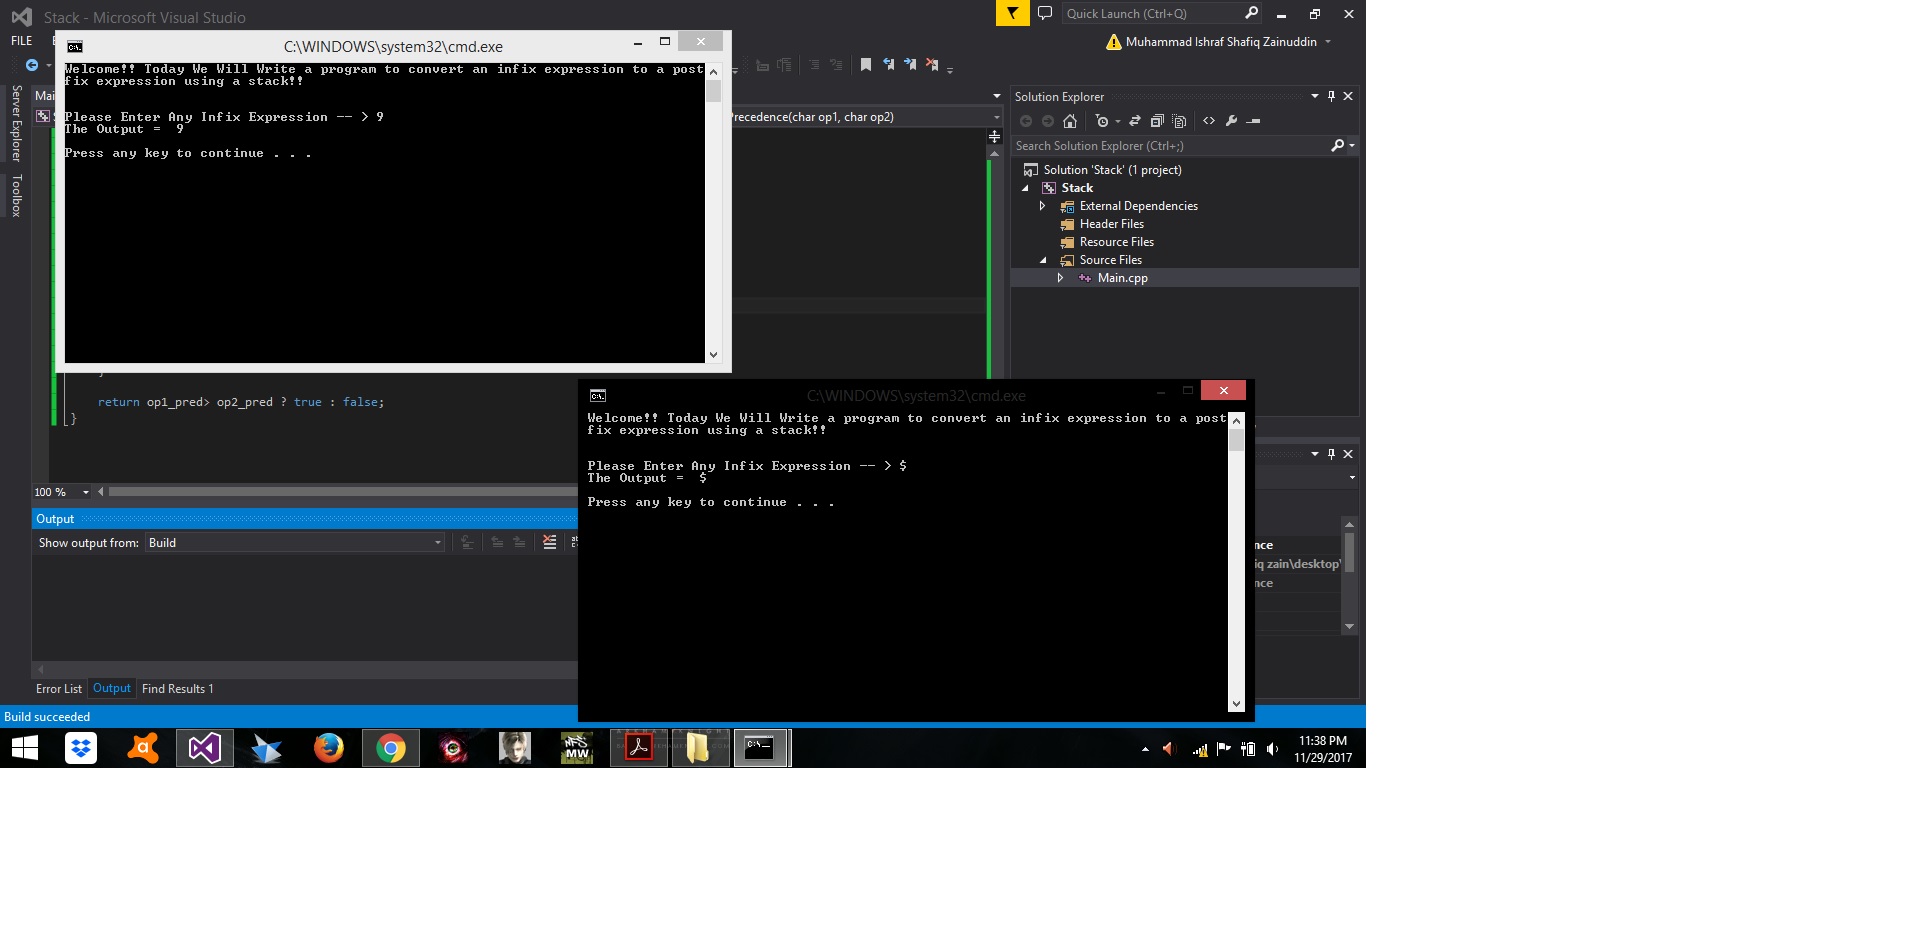 Stack - Microsoft Visual Studio
Quick Launch (Ctrl+Q)
FILE
Muhammad Ishraf Shafiq Zainuddin
C:\WINDOWS\system32\cmd.exe
Welcome!! Today We Will Write a program to convert an infix expression to a post
fix expression using a stack!!
Please Enter Any Infix Expression -- > 9
The Output =  9
Press any key to continue . . .
Server Explorer
Toolbox
Mai
Precedence(char op1, char op2)
Solution Explorer
Search Solution Explorer (Ctrl+;)
Solution 'Stack' (1 project)
Stack
External Dependencies
Header Files
Resource Files
Source Files
Main.cpp
}
return op1_pred> op2_pred ? true : false;
}
100 %
C:\WINDOWS\system32\cmd.exe
Welcome!! Today We Will Write a program to convert an infix expression to a post
fix expression using a stack!!
Please Enter Any Infix Expression -- > $
The Output =  $
Press any key to continue . . .
Output
Show output from: Build
nce
iq zain\desktop\
nce
Error List Output Find Results 1
Build succeeded
NFS
MW
C:\
11:38 PM
11/29/2017